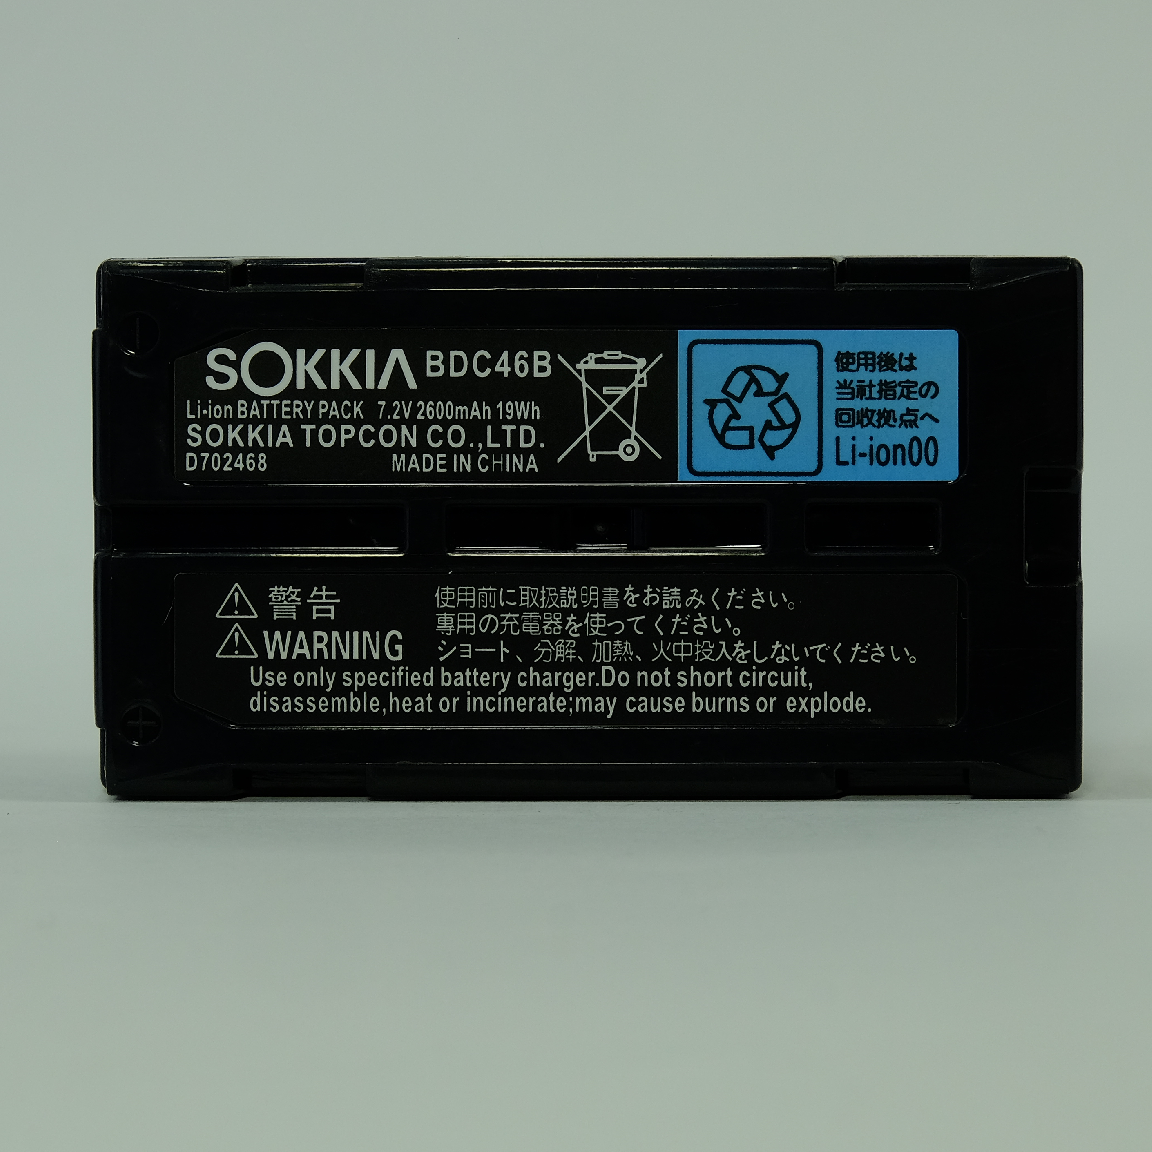 SOKKIA BDC46B
Li-ion BATTERY PACK 7.2V 2600mAh 19Wh
SOKKIA TOPCON CO.,LTD.
D702468 MADE IN CHINA
使用後は
当社指定の
回収拠点へ
Li-ion00
警告
WARNING
使用前に取扱説明書をお読みください。
専用の充電器を使ってください。
ショート、分解、加熱、火中投入をしないでください。
Use only specified battery charger.Do not short circuit,
disassemble,heat or incinerate;may cause burns or explode.